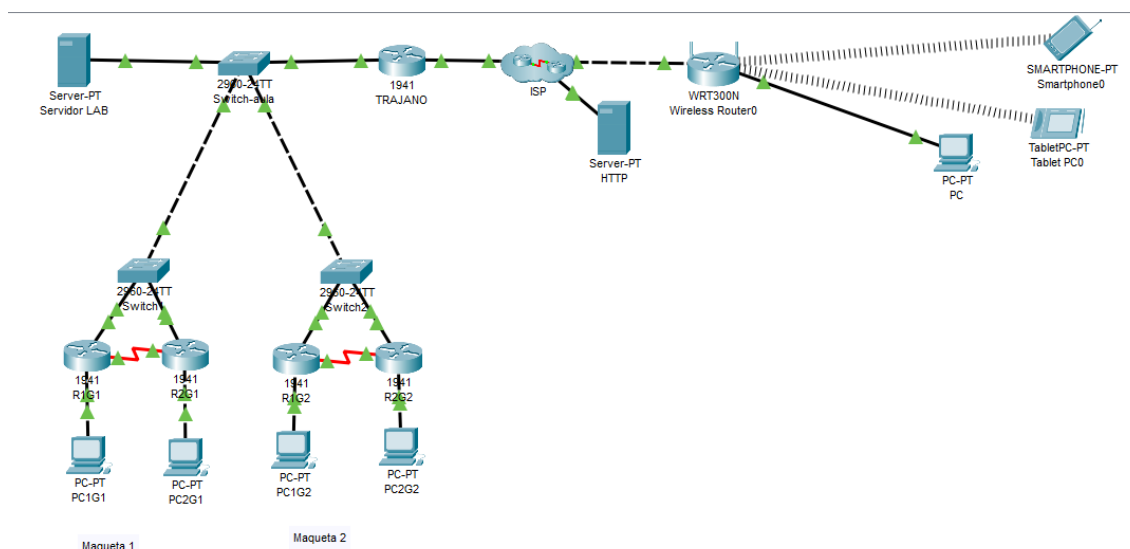 Server-PT
Servidor LAB
2960-24TT
Switch-aula
1941
TRAJANO
ISP
Server-PT
HTTP
WRT300N
Wireless Router0
SMARTPHONE-PT
Smartphone0
TabletPC-PT
Tablet PC0
PC-PT
PC
2960-24TT
Switch1
2960-24TT
Switch2
1941
R1G1
1941
R2G1
1941
R1G2
1941
R2G2
PC-PT
PC1G1
PC-PT
PC2G1
PC-PT
PC1G2
PC-PT
PC2G2
Maqueta 1
Maqueta 2